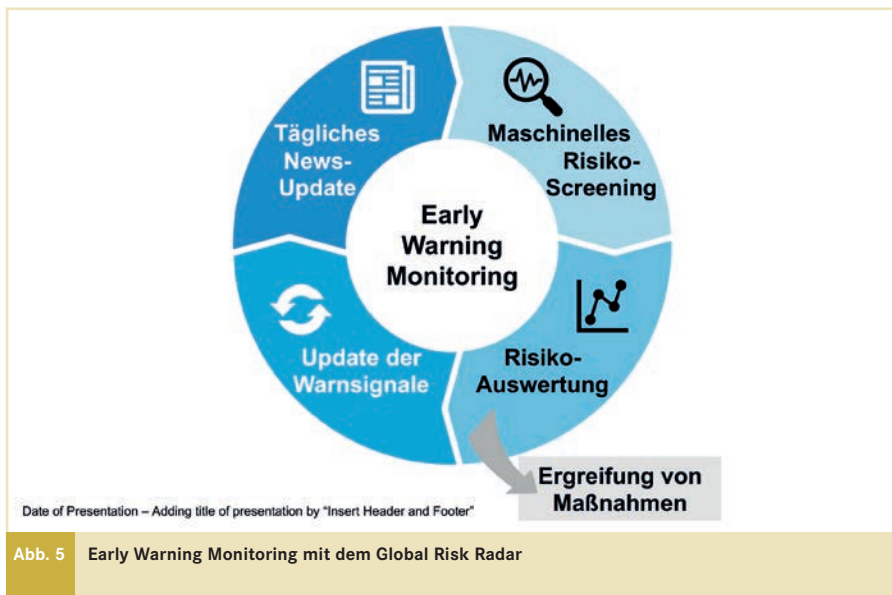 Tägliches
News-
Update
Maschinelles
Risiko-
Screening
Early
Warning
Monitoring
Update der
Warnsignale
Risiko-
Auswertung
Ergreifung von
Maßnahmen
Date of Presentation – Adding title of presentation by "Insert Header and Footer"
Abb. 5 Early Warning Monitoring mit dem Global Risk Radar